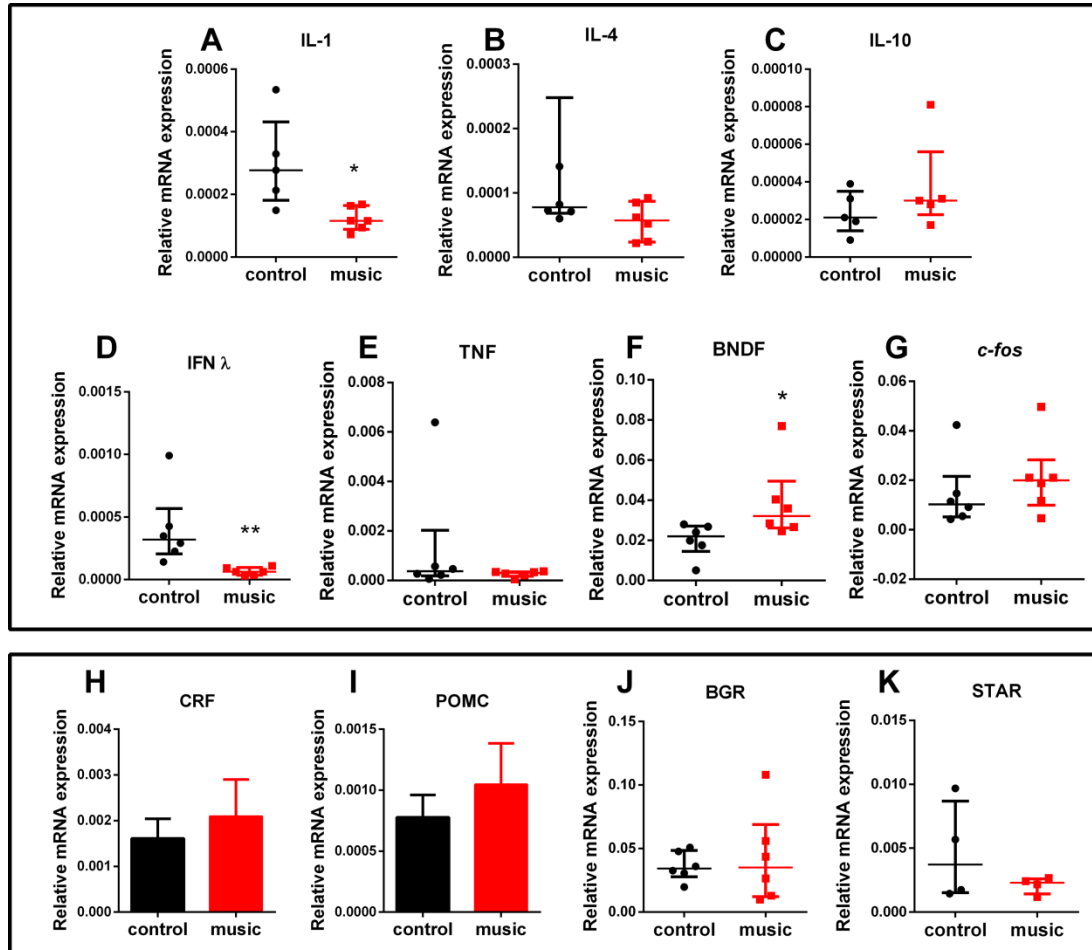 A IL-1
Relative mRNA expression
0.0006
0.0004
0.0002
0.0000
*
control music
B IL-4
Relative mRNA expression
0.0003
0.0002
0.0001
0.0000
control music
C IL-10
Relative mRNA expression
0.00010
0.00008
0.00006
0.00004
0.00002
0.00000
control music
D IFN λ
Relative mRNA expression
0.0015
0.0010
0.0005
0.0000
**
control music
E TNF
Relative mRNA expression
0.008
0.006
0.004
0.002
0.000
control music
F BNDF
Relative mRNA expression
0.10
0.08
0.06
0.04
0.02
0.00
*
control music
G c-fos
Relative mRNA expression
0.06
0.04
0.02
0.00
-0.02
control music
H CRF
Relative mRNA expression
0.004
0.003
0.002
0.001
0.000
control music
I POMC
Relative mRNA expression
0.0015
0.0010
0.0005
0.0000
control music
J BGR
Relative mRNA expression
0.15
0.10
0.05
0.00
control music
K STAR
Relative mRNA expression
0.015
0.010
0.005
0.000
control music